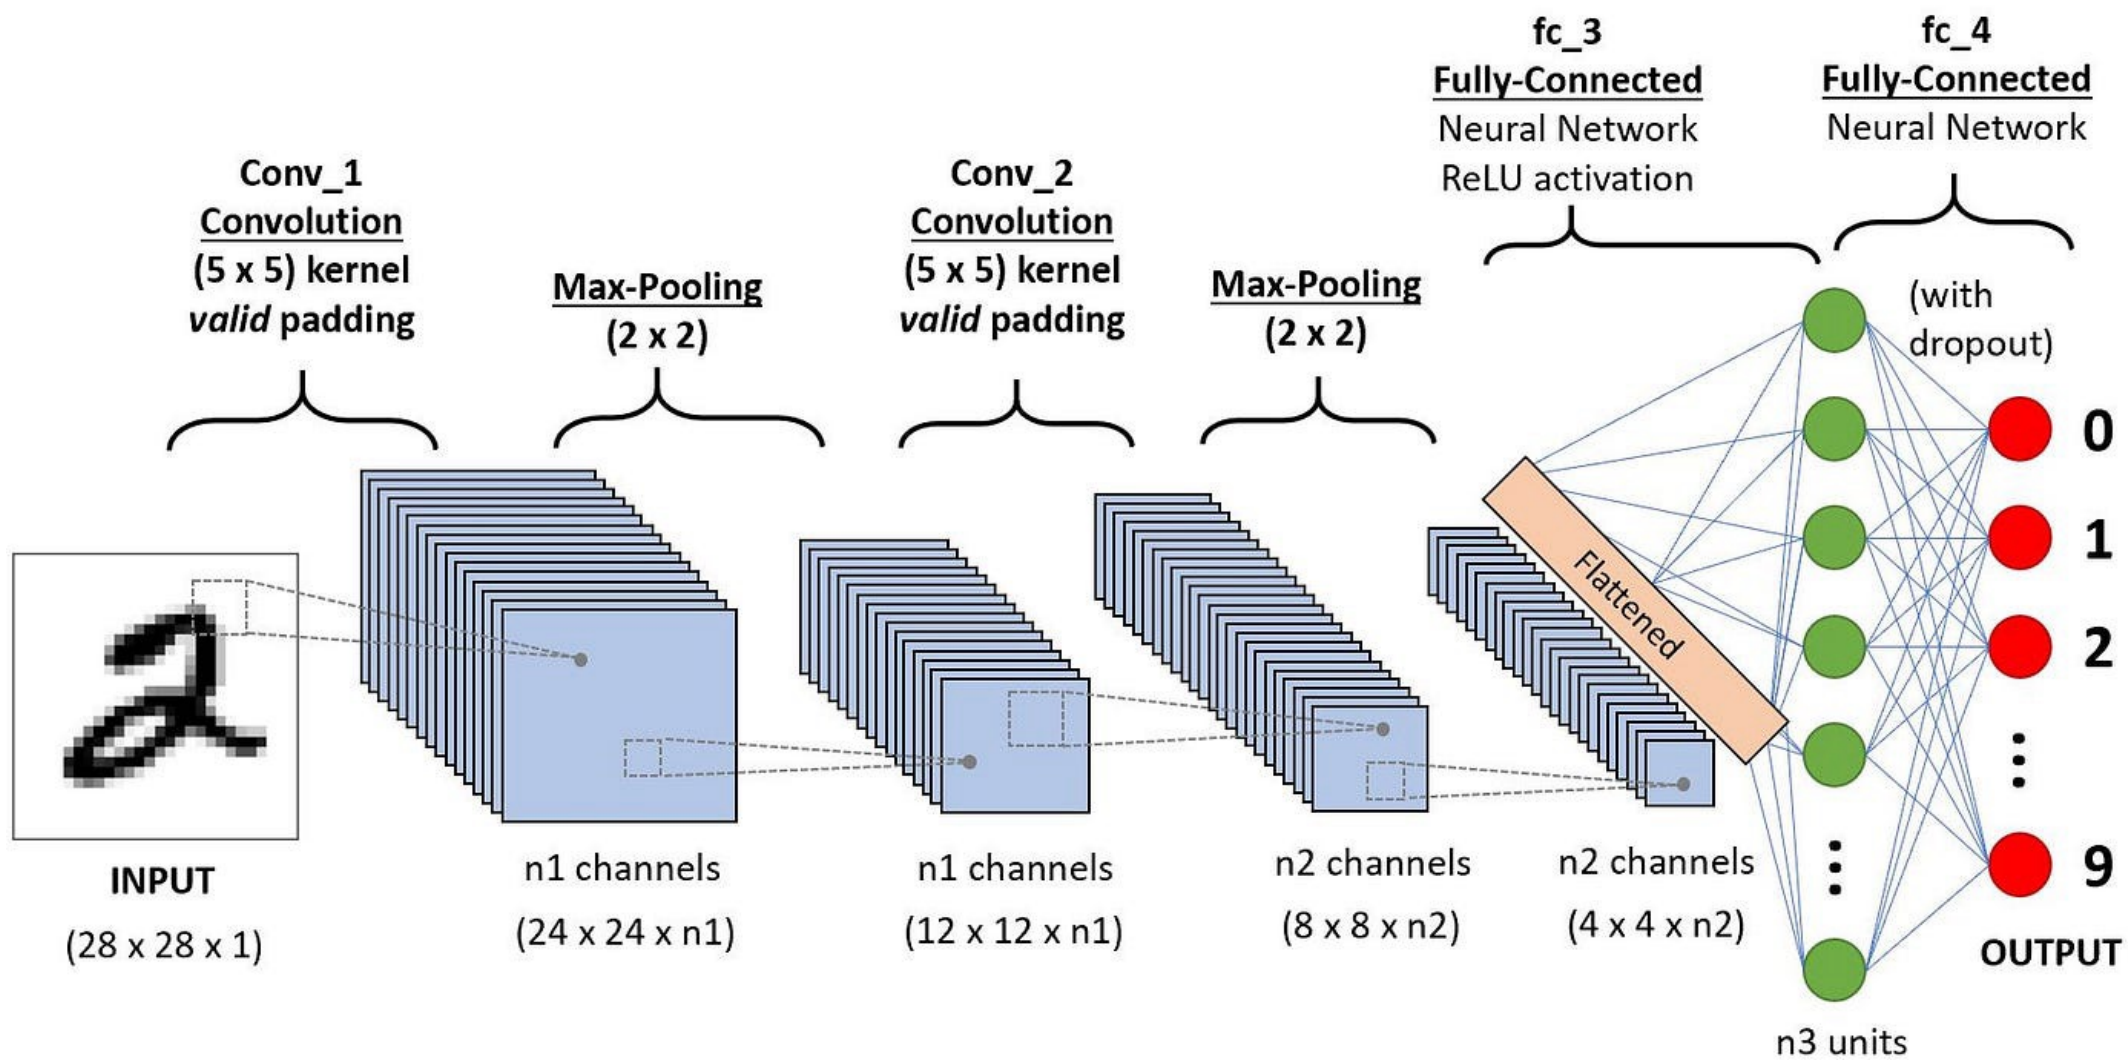 Conv_1
Convolution
(5 x 5) kernel
valid padding
Max-Pooling
(2 x 2)
Conv_2
Convolution
(5 x 5) kernel
valid padding
Max-Pooling
(2 x 2)
fc_3
Fully-Connected
Neural Network
ReLU activation
fc_4
Fully-Connected
Neural Network
(with
dropout)
Flattened
0
1
2
9
2
INPUT
(28 x 28 x 1)
n1 channels
(24 x 24 x n1)
n1 channels
(12 x 12 x n1)
n2 channels
(8 x 8 x n2)
n2 channels
(4 x 4 x n2)
OUTPUT
n3 units